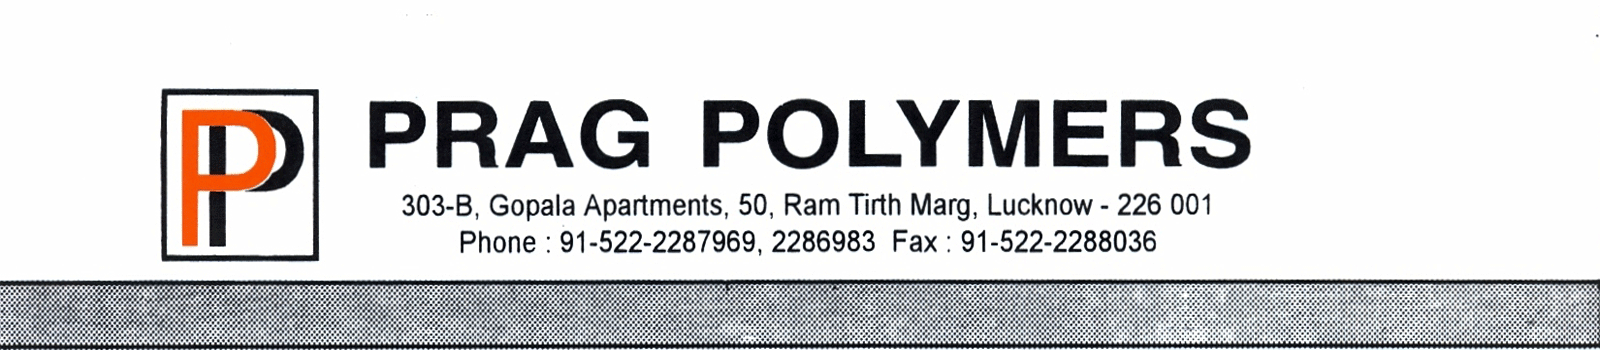 PP
PRAG POLYMERS
303-B, Gopala Apartments, 50, Ram Tirth Marg, Lucknow - 226 001
Phone : 91-522-2287969, 2286983  Fax : 91-522-2288036